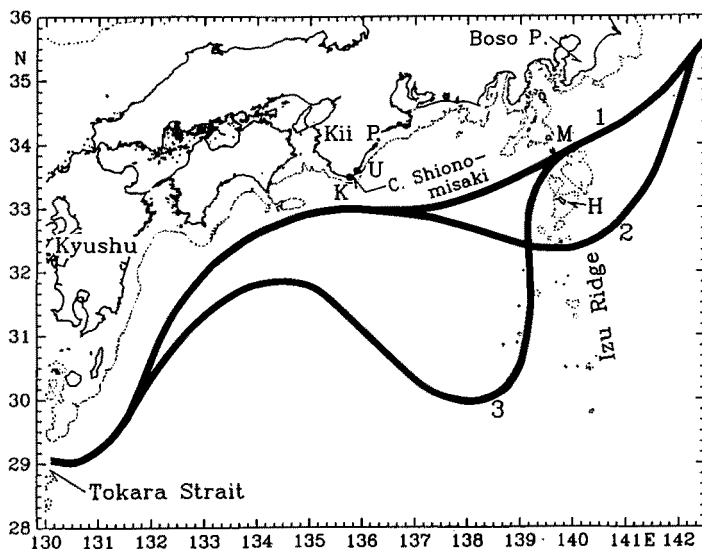 36
N
35
34
33
32
31
30
29
28
130
131
132
133
134
135
136
137
138
139
140
141 E 142
Boso P.
Kii P.
1
M
U
C. Shiono-
misaki
K
H
Kyushu
2
Izu Ridge
3
Tokara Strait